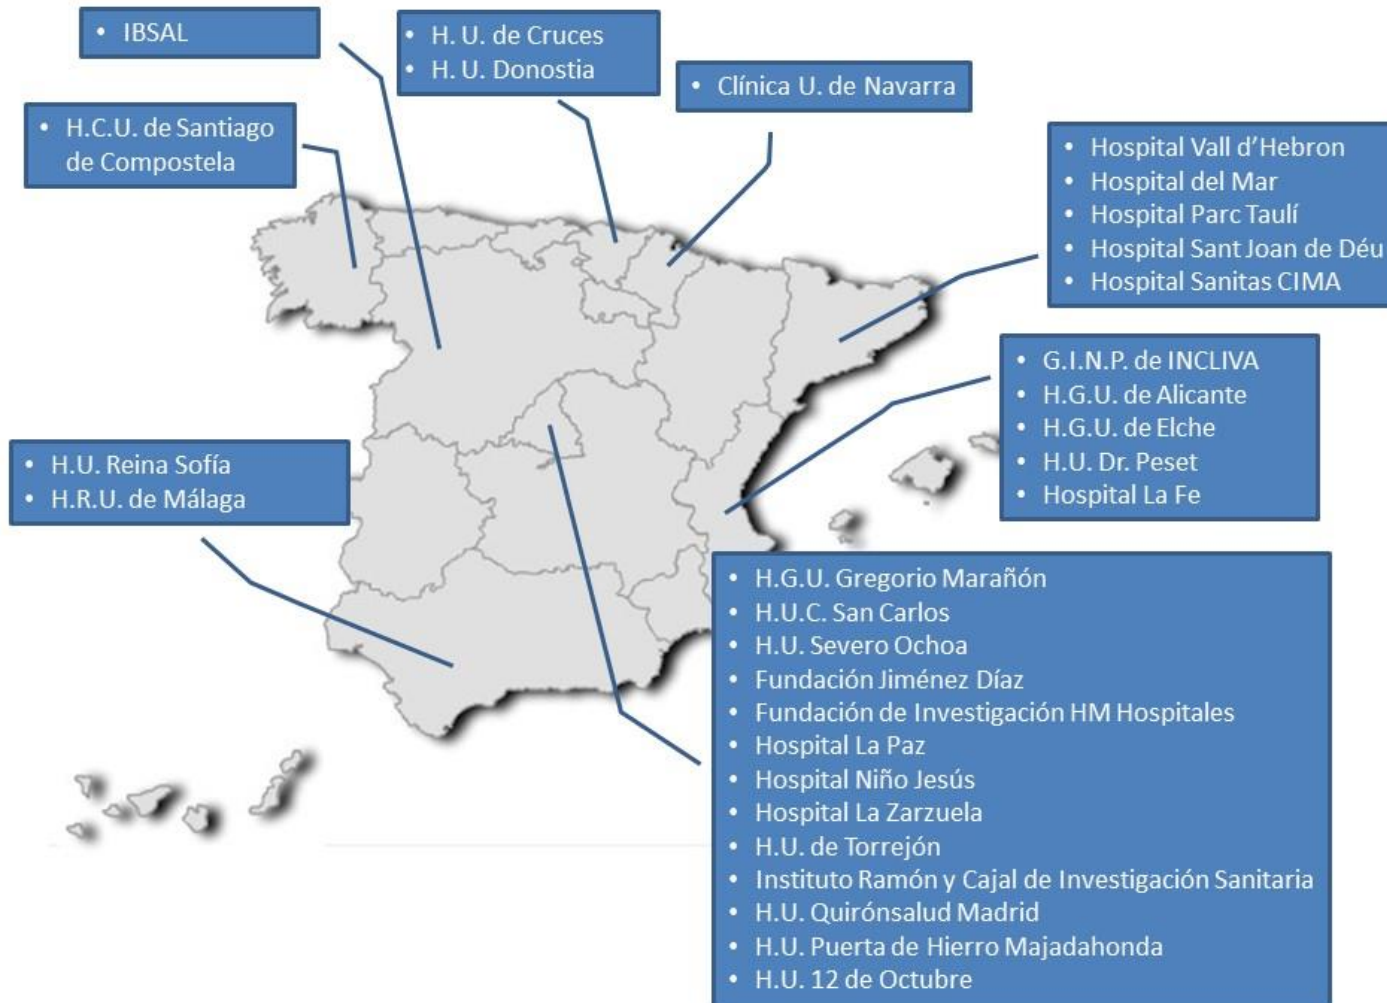 • IBSAL
• H. U. de Cruces
• H. U. Donostia
• Clínica U. de Navarra
• H.C.U. de Santiago
de Compostela
• Hospital Vall d’Hebron
• Hospital del Mar
• Hospital Parc Taulí
• Hospital Sant Joan de Déu
• Hospital Sanitas CIMA
• G.I.N.P. de INCLIVA
• H.G.U. de Alicante
• H.G.U. de Elche
• H.U. Dr. Peset
• Hospital La Fe
• H.U. Reina Sofía
• H.R.U. de Málaga
• H.G.U. Gregorio Marañón
• H.U.C. San Carlos
• H.U. Severo Ochoa
• Fundación Jiménez Díaz
• Fundación de Investigación HM Hospitales
• Hospital La Paz
• Hospital Niño Jesús
• Hospital La Zarzuela
• H.U. de Torrejón
• Instituto Ramón y Cajal de Investigación Sanitaria
• H.U. Quirónsalud Madrid
• H.U. Puerta de Hierro Majadahonda
• H.U. 12 de Octubre